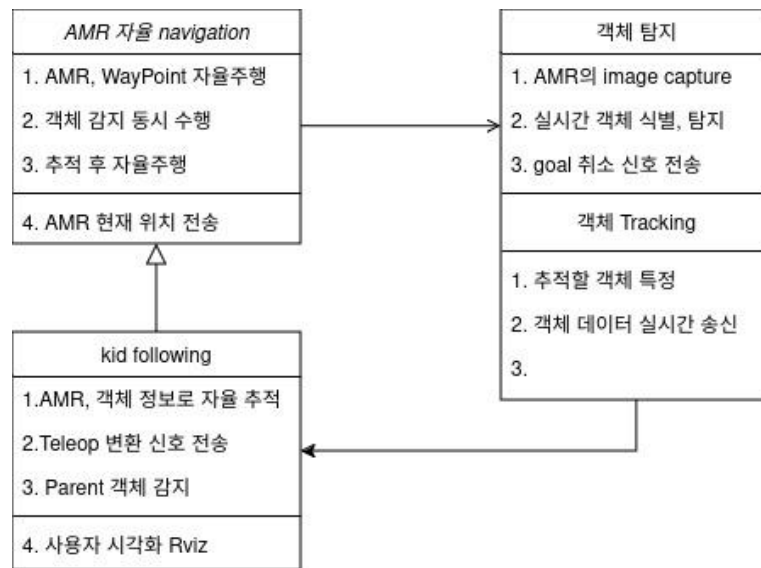 AMR 자율 navigation
1. AMR, WayPoint 자율주행
2. 객체 감지 동시 수행
3. 추적 후 자율주행
4. AMR 현재 위치 전송
객체 탐지
1. AMR의 image capture
2. 실시간 객체 식별, 탐지
3. goal 취소 신호 전송
객체 Tracking
1. 추적할 객체 특정
2. 객체 데이터 실시간 송신
3.
kid following
1.AMR, 객체 정보로 자율 추적
2.Teleop 변환 신호 전송
3. Parent 객체 감지
4. 사용자 시각화 Rviz